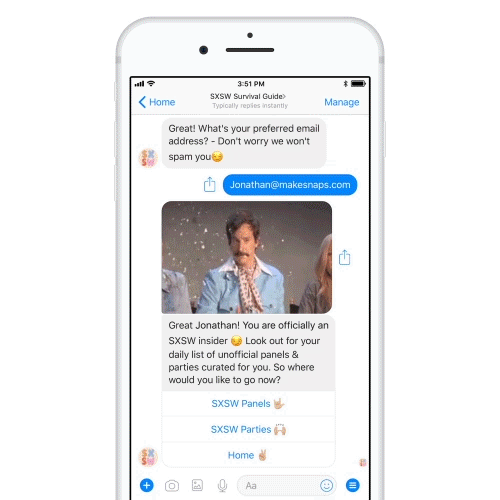 3:51 PM
Home
SXSW Survival Guide
Typically replies instantly
Manage
Great! What's your preferred email
address? - Don't worry we won't
spam you😏
Jonathan@makesnaps.com
Great Jonathan! You are officially an
SXSW insider 😏 Look out for your
daily list of unofficial panels &
parties curated for you. So where
would you like to go now?
SXSW Panels 🤟🏼
SXSW Parties 🙌🏼
Home ✌🏼
Aa